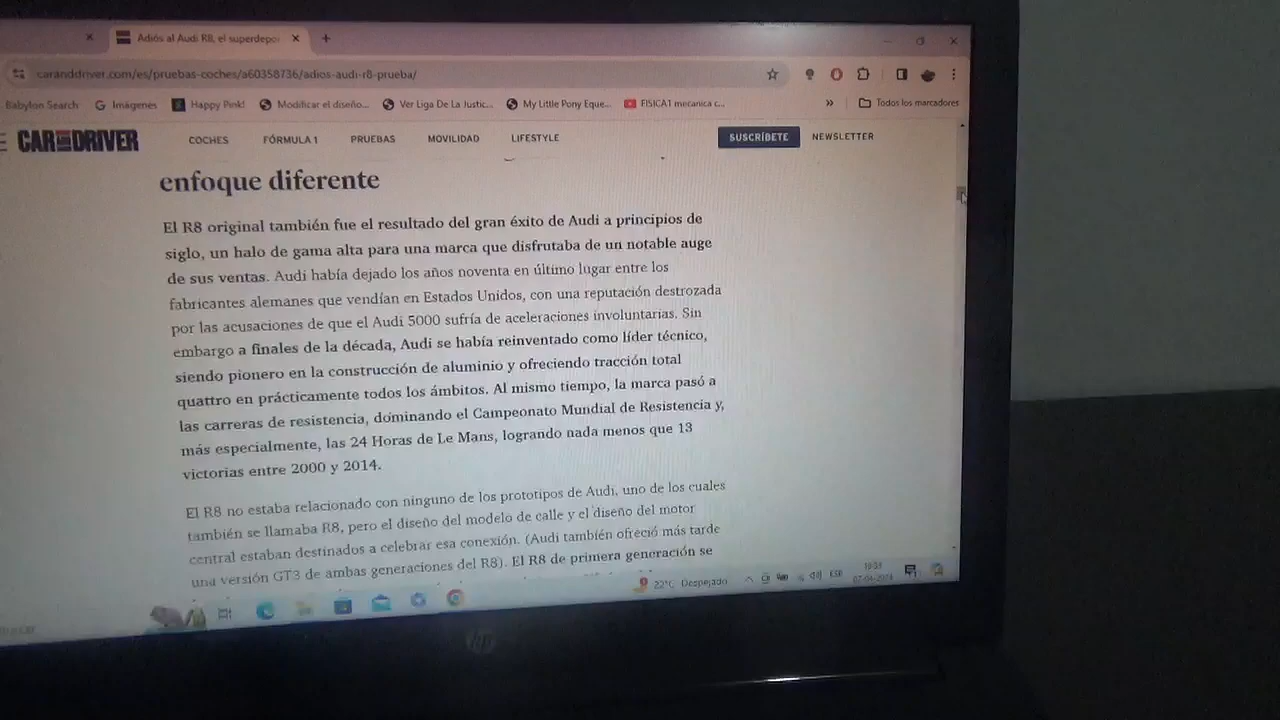 Adiós al Audi R8, el superdepor
caranddriver.com/es/pruebas-coches/a60358736/adios-audi-r8-prueba/
Babylon Search Imágenes Happy Pink! Modificar el diseño... Ver Liga De La Justic... My Little Pony Eque... FISICA1 mecanica c... » Todos los marcadores
CAR AND DRIVER COCHES FÓRMULA 1 PRUEBAS MOVILIDAD LIFESTYLE SUSCRÍBETE NEWSLETTER
enfoque diferente
El R8 original también fue el resultado del gran éxito de Audi a principios de
siglo, un halo de gama alta para una marca que disfrutaba de un notable auge
de sus ventas. Audi había dejado los años noventa en último lugar entre los
fabricantes alemanes que vendían en Estados Unidos, con una reputación destrozada
por las acusaciones de que el Audi 5000 sufría de aceleraciones involuntarias. Sin
embargo a finales de la década, Audi se había reinventado como líder técnico,
siendo pionero en la construcción de aluminio y ofreciendo tracción total
quattro en prácticamente todos los ámbitos. Al mismo tiempo, la marca pasó a
las carreras de resistencia, dominando el Campeonato Mundial de Resistencia y,
más especialmente, las 24 Horas de Le Mans, logrando nada menos que 13
victorias entre 2000 y 2014.
El R8 no estaba relacionado con ninguno de los prototipos de Audi, uno de los cuales
también se llamaba R8, pero el diseño del modelo de calle y el diseño del motor
central estaban destinados a celebrar esa conexión. (Audi también ofreció más tarde
una versión GT3 de ambas generaciones del R8). El R8 de primera generación se
22°C Despejado ESP
hp